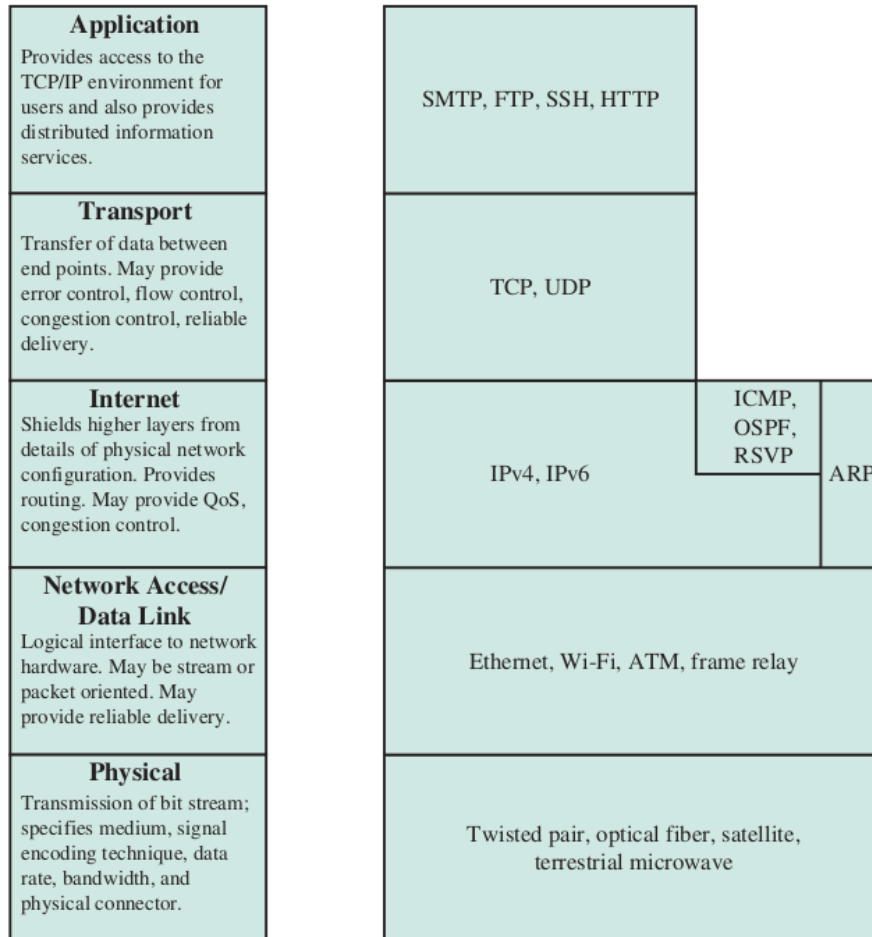 Application
Provides access to the
TCP/IP environment for
users and also provides
distributed information
services.
SMTP, FTP, SSH, HTTP
Transport
Transfer of data between
end points. May provide
error control, flow control,
congestion control, reliable
delivery.
TCP, UDP
Internet
Shields higher layers from
details of physical network
configuration. Provides
routing. May provide QoS,
congestion control.
IPv4, IPv6
ICMP,
OSPF,
RSVP
ARP
Network Access/
Data Link
Logical interface to network
hardware. May be stream or
packet oriented. May
provide reliable delivery.
Ethernet, Wi-Fi, ATM, frame relay
Physical
Transmission of bit stream;
specifies medium, signal
encoding technique, data
rate, bandwidth, and
physical connector.
Twisted pair, optical fiber, satellite,
terrestrial microwave